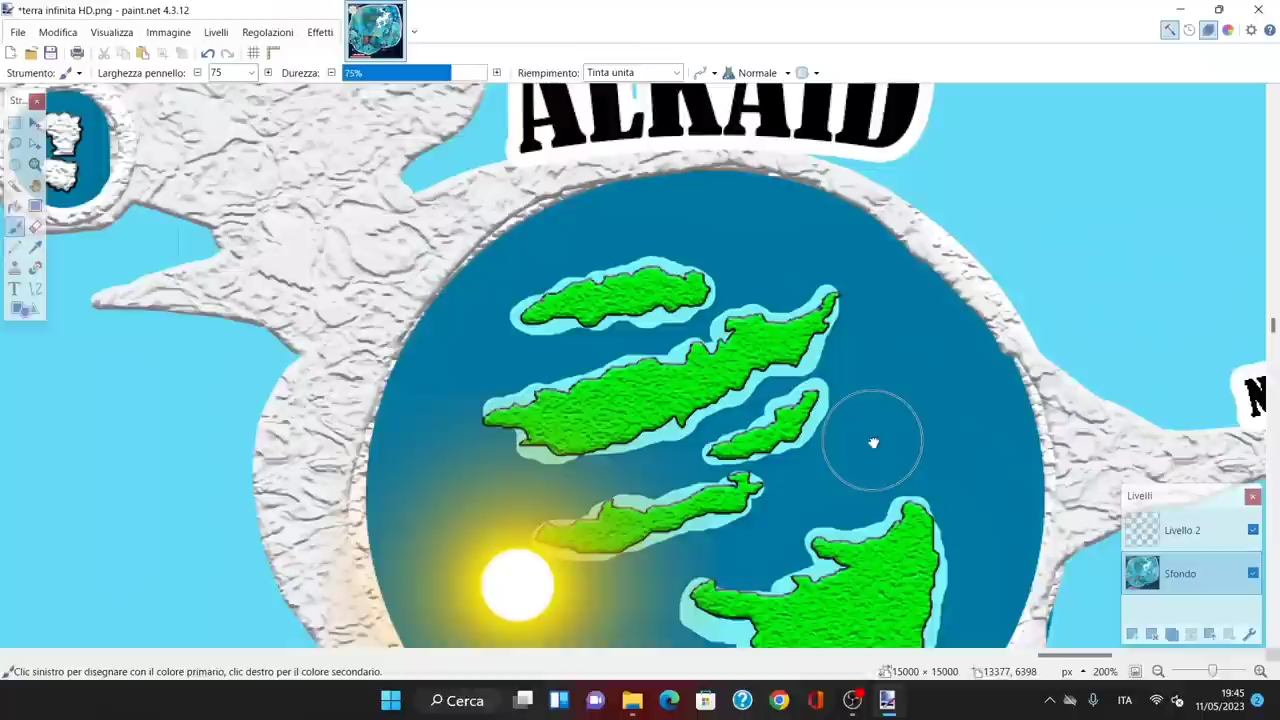 *terra infinita HD.png - paint.net 4.3.12
File Modifica Visualizza Immagine Livelli Regolazioni Effetti
Strumento: Larghezza pennello: 75 Durezza: 75% Riempimento: Tinta unita Normale
Str...
ALKAID
N
Livelli
Livello 2
Sfondo
Clic sinistro per disegnare con il colore primario, clic destro per il colore secondario.
15000 × 15000 13377, 6398 px 200%
Cerca
ITA
19:45
11/05/2023
2